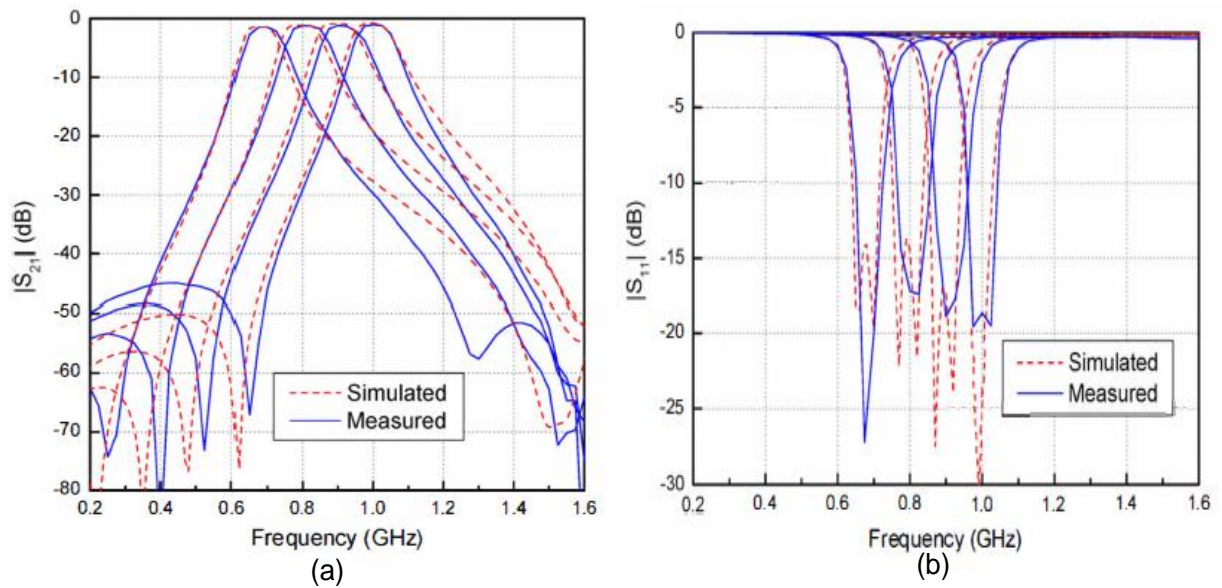 0
-10
-20
-30
-40
-50
-60
-70
-80
|S21| (dB)
Simulated
Measured
0.2 0.4 0.6 0.8 1.0 1.2 1.4 1.6
Frequency (GHz)
(a)
0
-5
-10
-15
-20
-25
-30
|S11| (dB)
Simulated
Measured
0.2 0.4 0.6 0.8 1.0 1.2 1.4 1.6
Frequency (GHz)
(b)